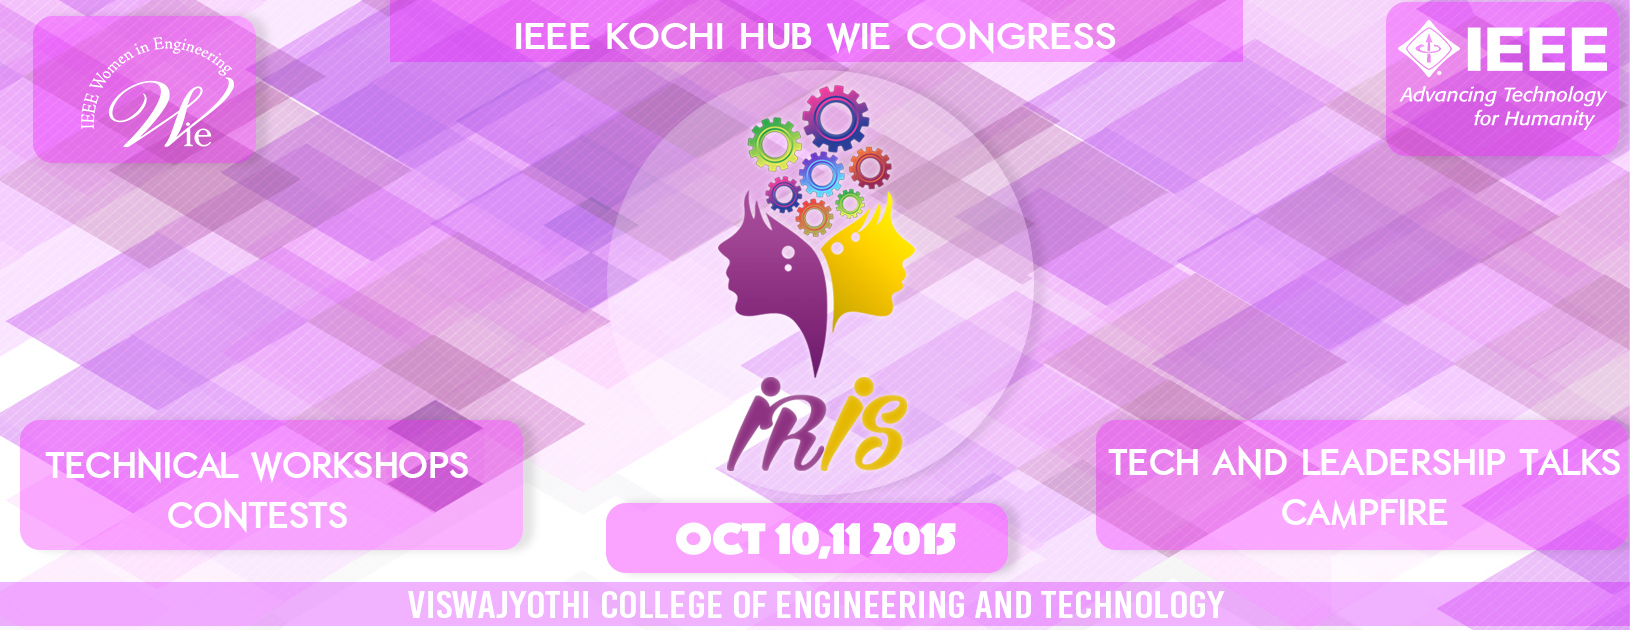 IEEE KOCHI HUB WIE CONGRESS
IEEE Women in Engineering
Wie
IEEE
Advancing Technology
for Humanity
iRiS
TECHNICAL WORKSHOPS
CONTESTS
TECH AND LEADERSHIP TALKS
CAMPFIRE
OCT 10,11 2015
VISWAJYOTHI COLLEGE OF ENGINEERING AND TECHNOLOGY